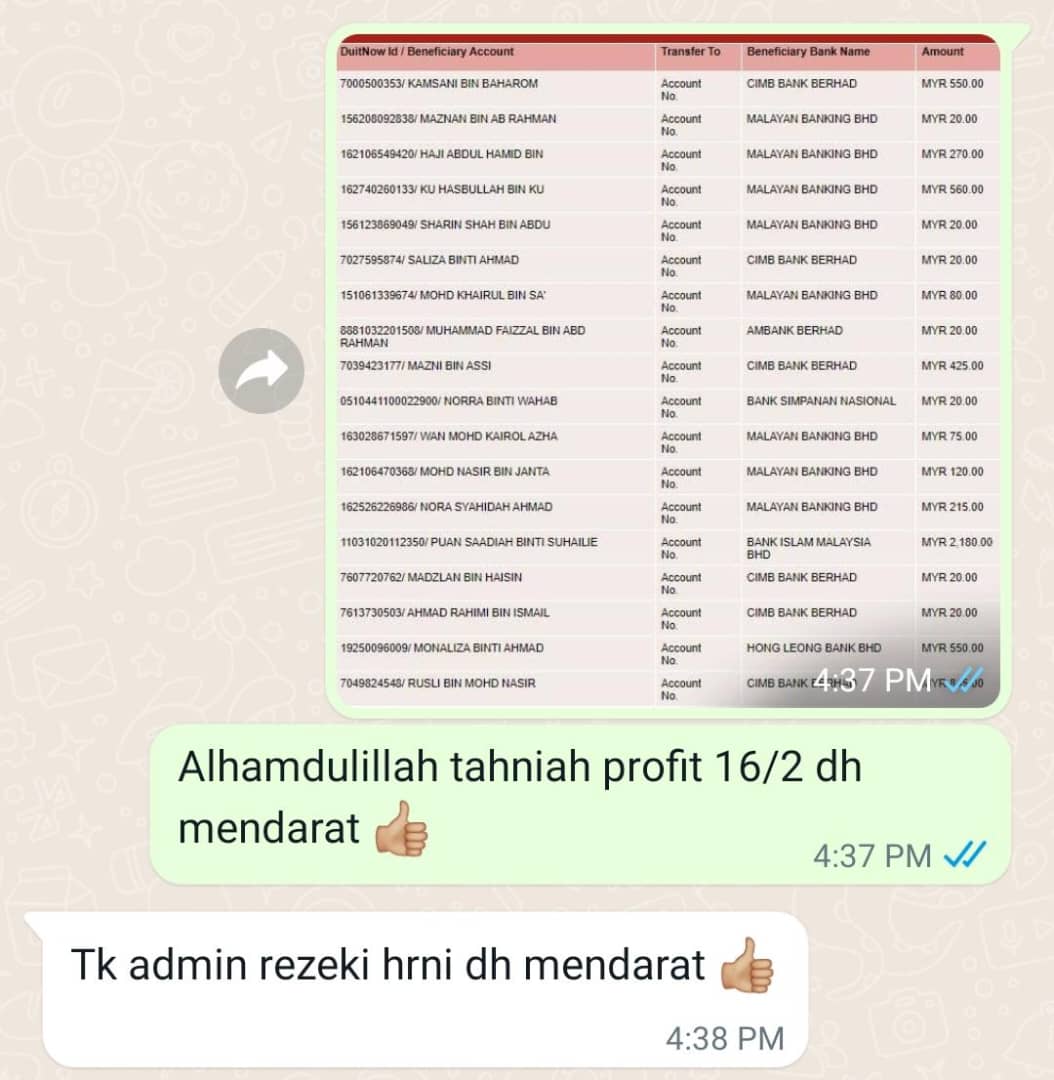 DuitNow Id / Beneficiary Account Transfer To Beneficiary Bank Name Amount
7000500353/ KAMSANI BIN BAHAROM Account No. CIMB BANK BERHAD MYR 550.00
156208092838/ MAZNAN BIN AB RAHMAN Account No. MALAYAN BANKING BHD MYR 20.00
162106549420/ HAJI ABDUL HAMID BIN Account No. MALAYAN BANKING BHD MYR 270.00
162740260133/ KU HASBULLAH BIN KU Account No. MALAYAN BANKING BHD MYR 560.00
156123869049/ SHARIN SHAH BIN ABDU Account No. MALAYAN BANKING BHD MYR 20.00
7027595874/ SALIZA BINTI AHMAD Account No. CIMB BANK BERHAD MYR 20.00
151061339674/ MOHD KHAIRUL BIN SA' Account No. MALAYAN BANKING BHD MYR 80.00
8881032201508/ MUHAMMAD FAIZZAL BIN ABD RAHMAN Account No. AMBANK BERHAD MYR 20.00
7039423177/ MAZNI BIN ASSI Account No. CIMB BANK BERHAD MYR 425.00
0510441100022900/ NORRA BINTI WAHAB Account No. BANK SIMPANAN NASIONAL MYR 20.00
163028671597/ WAN MOHD KAIROL AZHA Account No. MALAYAN BANKING BHD MYR 75.00
162106470368/ MOHD NASIR BIN JANTA Account No. MALAYAN BANKING BHD MYR 120.00
162526226986/ NORA SYAHIDAH AHMAD Account No. MALAYAN BANKING BHD MYR 215.00
11031020112350/ PUAN SAADIAH BINTI SUHAILIE Account No. BANK ISLAM MALAYSIA BHD MYR 2,180.00
7607720762/ MADZLAN BIN HAISIN Account No. CIMB BANK BERHAD MYR 20.00
7613730503/ AHMAD RAHIMI BIN ISMAIL Account No. CIMB BANK BERHAD MYR 20.00
19250096009/ MONALIZA BINTI AHMAD Account No. HONG LEONG BANK BHD MYR 550.00
7049824548/ RUSLI BIN MOHD NASIR Account No. CIMB BANK
4:37 PM
Alhamdulillah tahniah profit 16/2 dh
mendarat 👍🏼
4:37 PM
Tk admin rezeki hrni dh mendarat 👍🏼
4:38 PM